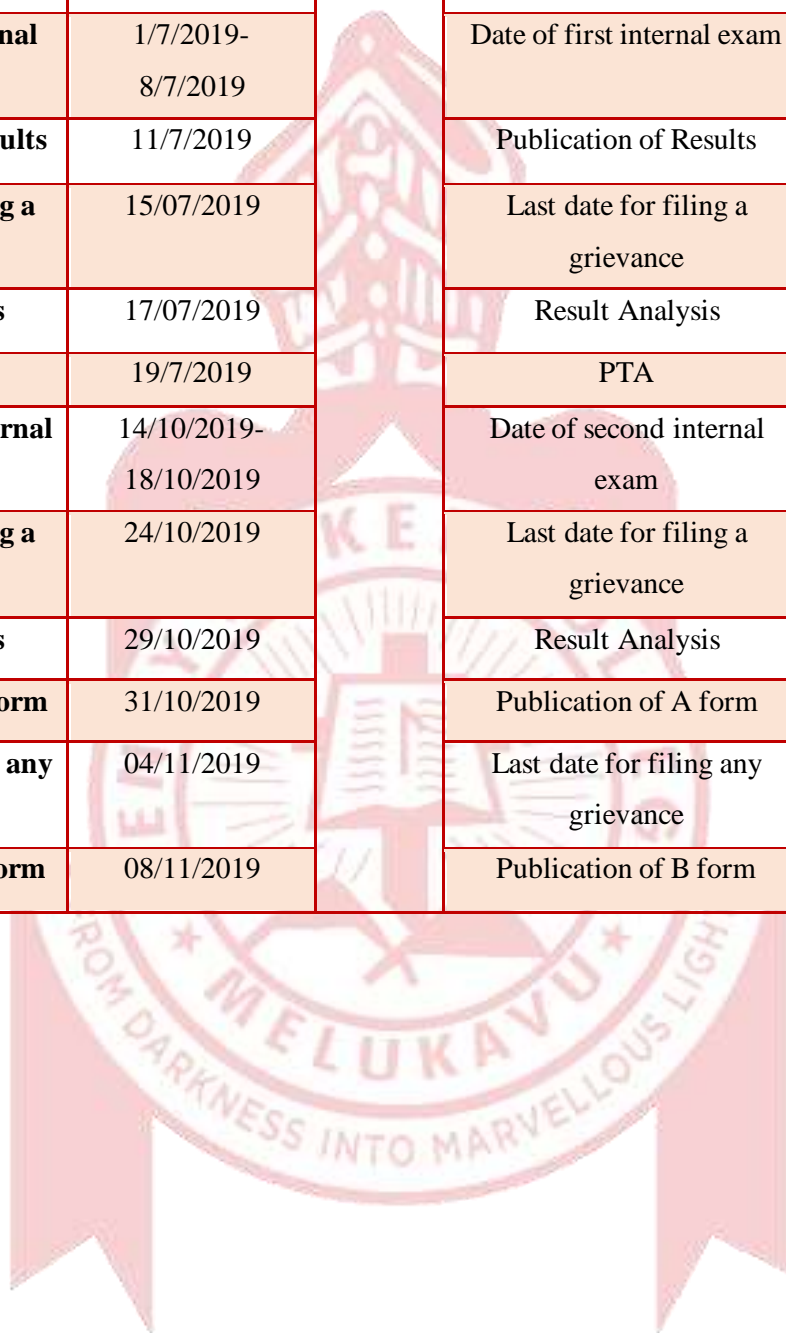 nal 1/7/2019- Date of first internal exam
8/7/2019
ults 11/7/2019 Publication of Results
g a 15/07/2019 Last date for filing a
grievance
s 17/07/2019 Result Analysis
19/7/2019 PTA
rnal 14/10/2019- Date of second internal
18/10/2019 exam
g a 24/10/2019 Last date for filing a
grievance
s 29/10/2019 Result Analysis
orm 31/10/2019 Publication of A form
any 04/11/2019 Last date for filing any
grievance
orm 08/11/2019 Publication of B form
MELUKAVU
FROM DARKNESS INTO MARVELLOUS LIGH